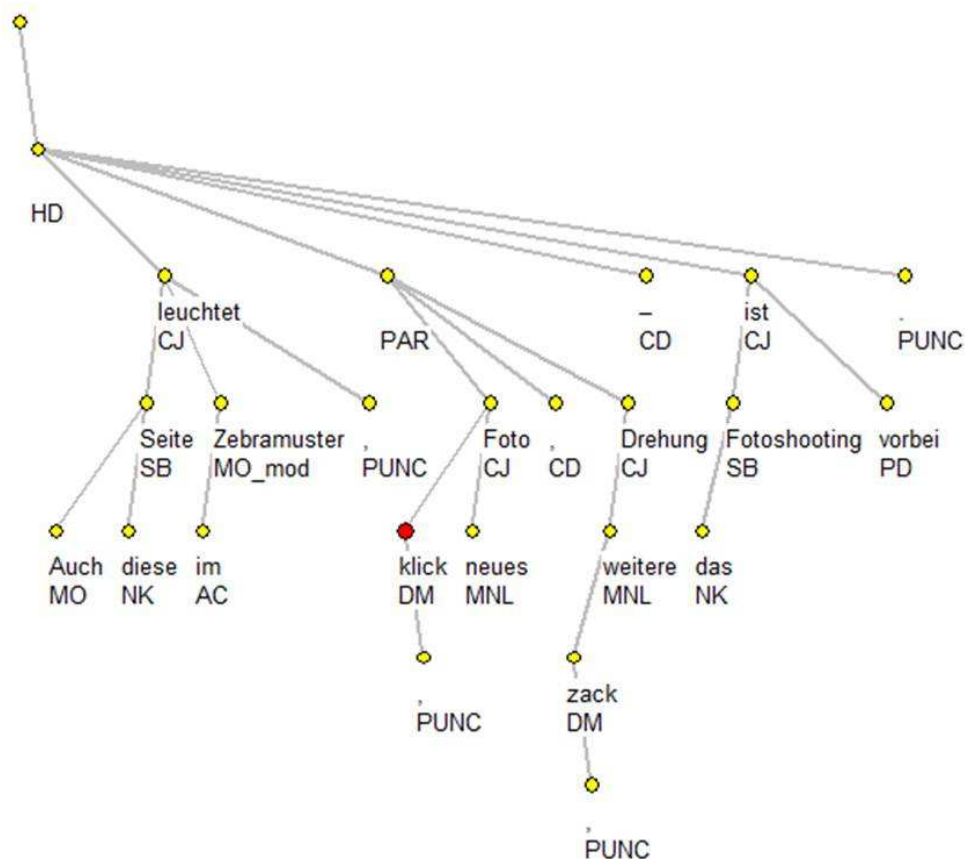 HD
leuchtet – ist .
CJ PAR CD CJ PUNC
Seite Zebramuster , Foto , Drehung Fotoshooting vorbei
SB MO_mod PUNC CJ CD CJ SB PD
Auch diese im klick neues weitere das
MO NK AC DM MNL MNL NK
, zack
PUNC DM
,
PUNC